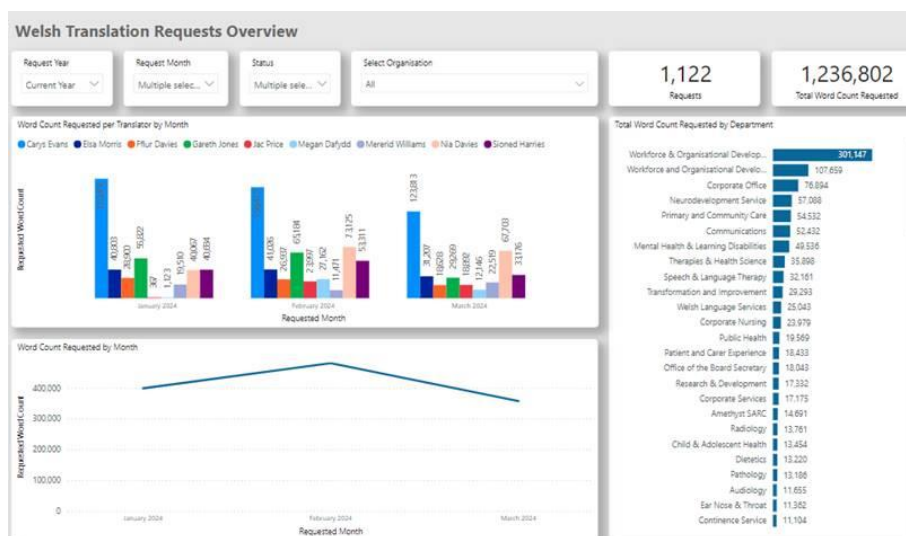 Welsh Translation Requests Overview
Request Year
Current Year
Request Month
Multiple selec...
Status
Multiple sele...
Select Organisation
All
1,122
Requests
1,236,802
Total Word Count Requested
Word Count Requested per Translator by Month
Carys Evans Elsa Morris Fflur Davies Gareth Jones Jac Price Megan Dafydd Mererid Williams Nia Davies Sioned Harries
Requested Word Count
40,803 28,900 55,822 367 1,123 19,510 40,067 40,834
41,026 26,937 65,184 23,997 27,162 11,471 73,125 53,311
123,813 31,207 18,628 29,269 18,892 12,146 22,519 67,703 33,176
January 2024 February 2024 March 2024
Requested Month
Word Count Requested by Month
Requested Word Count
400,000
300,000
200,000
100,000
0
January 2024 February 2024 March 2024
Requested Month
Total Word Count Requested by Department
Workforce & Organisational Develop... 301,147
Workforce and Organisational Develo... 107,659
Corporate Office 76,894
Neurodevelopment Service 57,088
Primary and Community Care 54,532
Communications 52,432
Mental Health & Learning Disabilities 49,536
Therapies & Health Science 35,898
Speech & Language Therapy 32,161
Transformation and Improvement 29,293
Welsh Language Services 25,043
Corporate Nursing 23,979
Public Health 19,569
Patient and Carer Experience 18,433
Office of the Board Secretary 18,043
Research & Development 17,332
Corporate Services 17,175
Amethyst SARC 14,691
Radiology 13,761
Child & Adolescent Health 13,454
Dietetics 13,220
Pathology 13,186
Audiology 11,655
Ear Nose & Throat 11,362
Continence Service 11,104